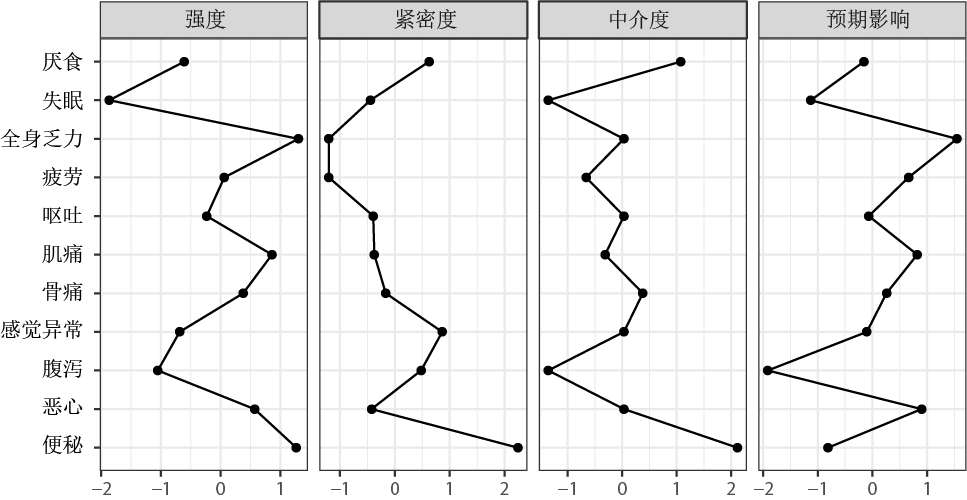 强度 紧密度 中介度 预期影响
厌食
失眠
全身乏力
疲劳
呕吐
肌痛
骨痛
感觉异常
腹泻
恶心
便秘
−2 −1 0 1 −1 0 1 2 −1 0 1 2 −2 −1 0 1